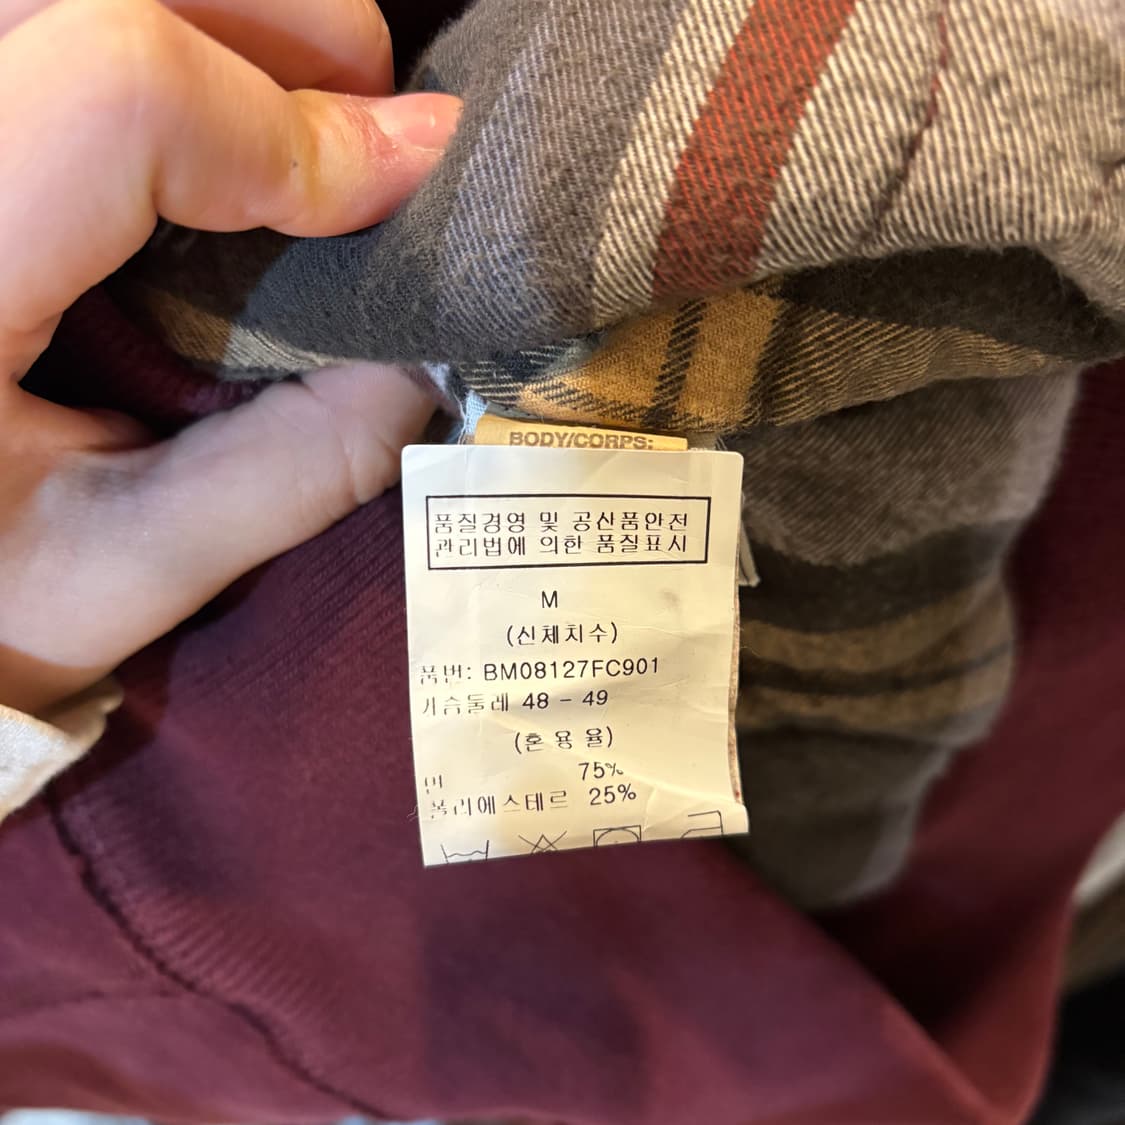 BODY/CORPS:
품질경영 및 공산품안전
관리법에 의한 품질표시
M
(신체치수)
품번: BM08127FC901
가슴둘레 48 - 49
(혼용율)
면 75%
폴리에스테르 25%